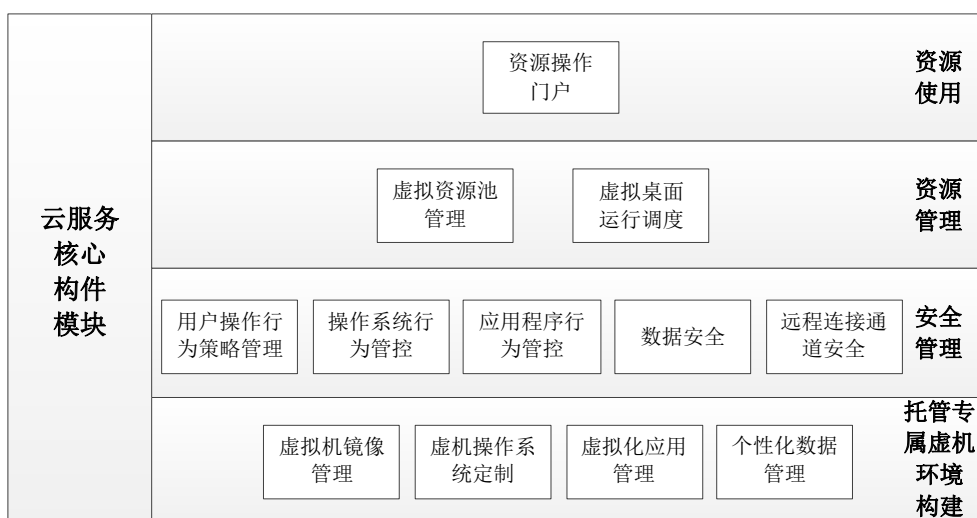 云服务
核心
构件
模块
资源操作
门户
资源
使用
虚拟资源池
管理
虚拟桌面
运行调度
资源
管理
用户操作行
为策略管理
操作系统行
为管控
应用程序行
为管控
数据安全
远程连接通
道安全
安全
管理
虚拟机镜像
管理
虚机操作系
统定制
虚拟化应用
管理
个性化数据
管理
托管专
属虚机
环境
构建